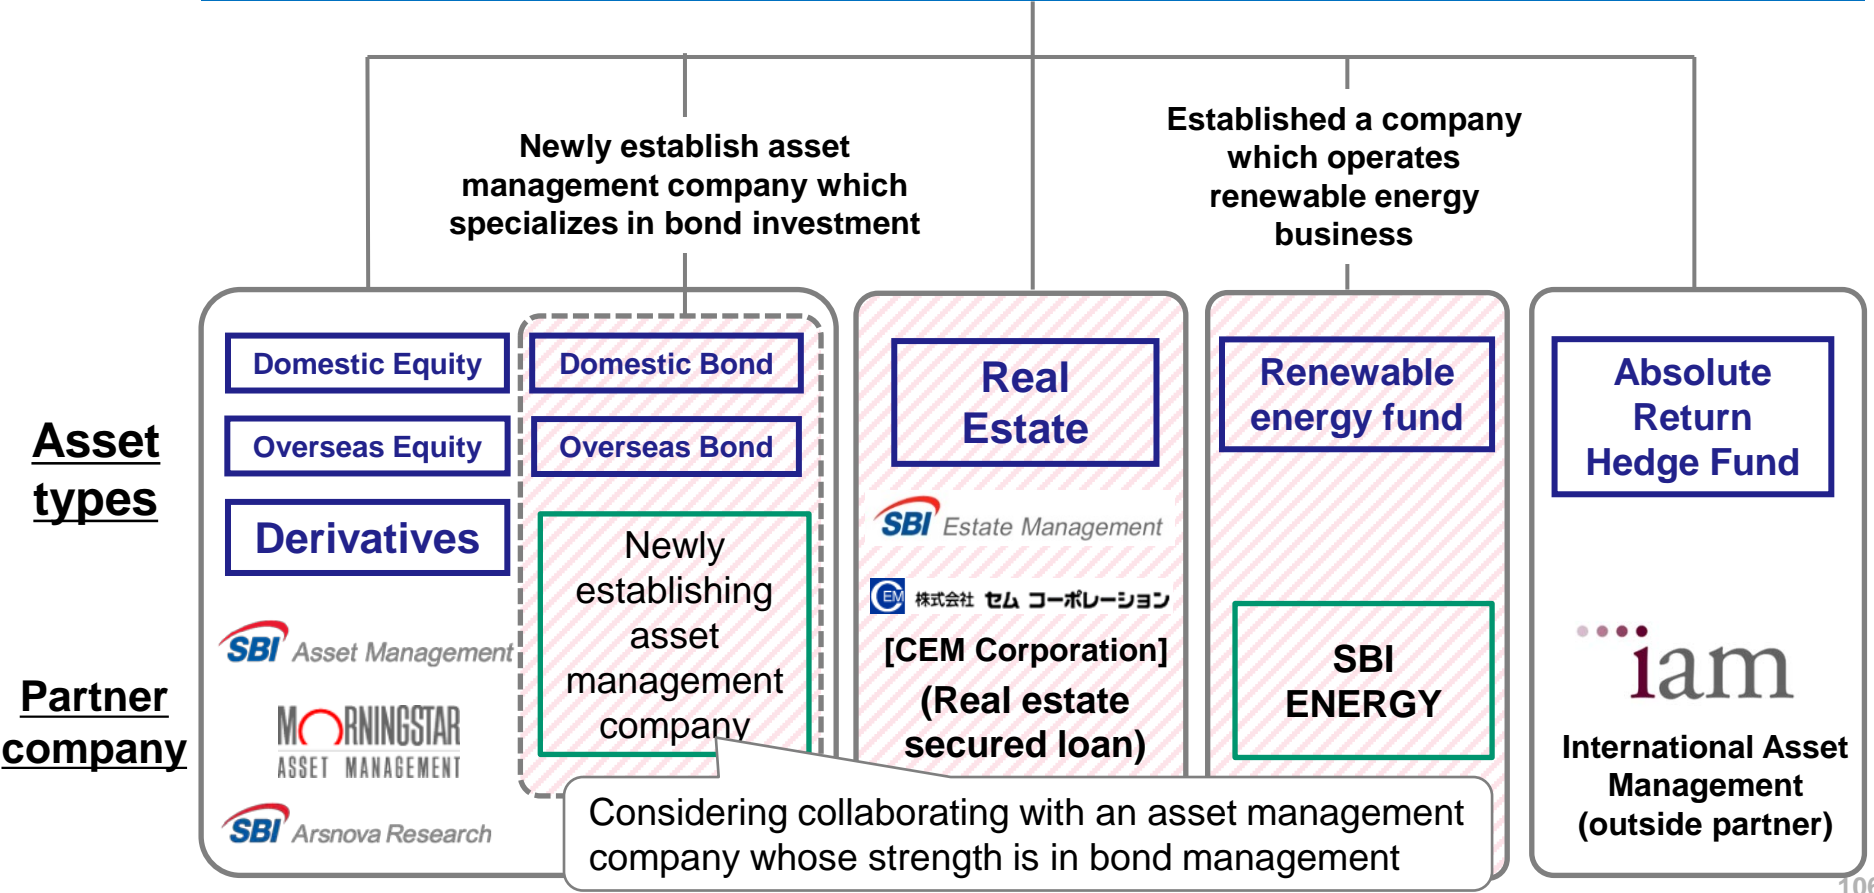 Newly establish asset
management company which
specializes in bond investment
Established a company
which operates
renewable energy
business
Asset
types
Partner
company
Domestic Equity
Overseas Equity
Derivatives
SBI Asset Management
MORNINGSTAR
ASSET MANAGEMENT
SBI Arsnova Research
Domestic Bond
Overseas Bond
Newly
establishing
asset
management
company
Considering collaborating with an asset management
company whose strength is in bond management
Real
Estate
SBI Estate Management
CEM 株式会社 セム コーポレーション
[CEM Corporation]
(Real estate
secured loan)
Renewable
energy fund
SBI
ENERGY
Absolute
Return
Hedge Fund
iam
International Asset
Management
(outside partner)